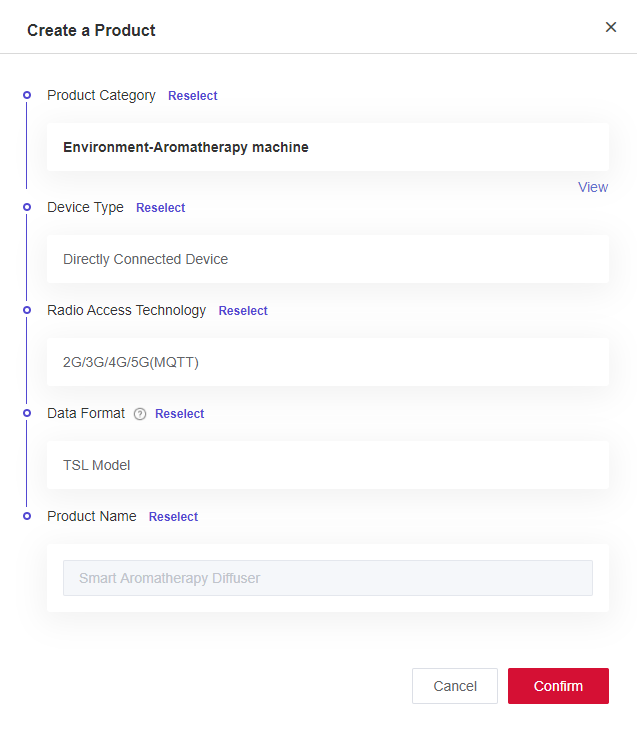 Create a Product
Product Category Reselect
Environment-Aromatherapy machine
View
Device Type Reselect
Directly Connected Device
Radio Access Technology Reselect
2G/3G/4G/5G(MQTT)
Data Format ? Reselect
TSL Model
Product Name Reselect
Smart Aromatherapy Diffuser
Cancel Confirm